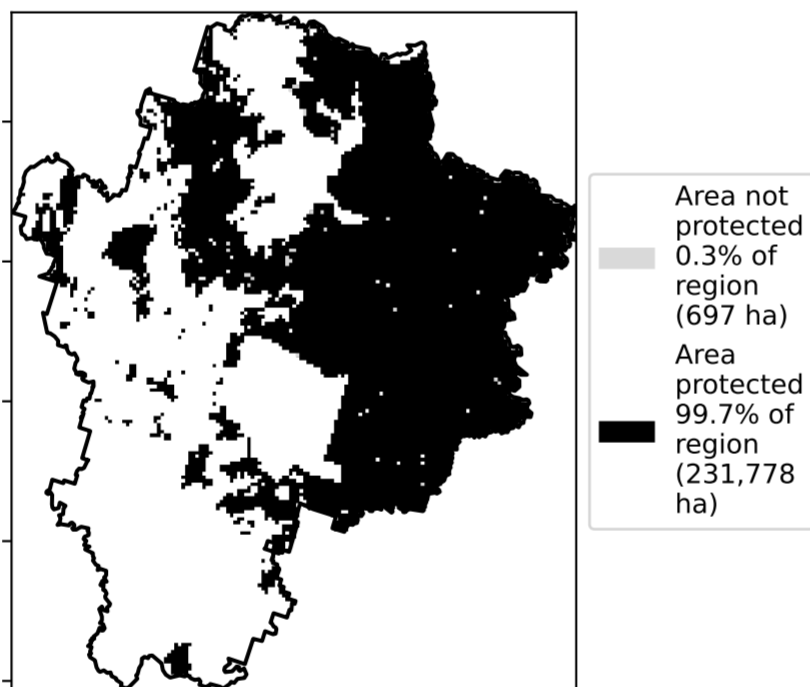 Area not
protected
0.3% of
region
(697 ha)
Area
protected
99.7% of
region
(231,778
ha)